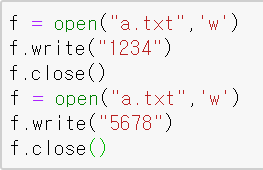 f = open("a.txt",'w')
f.write("1234")
f.close()
f = open("a.txt",'w')
f.write("5678")
f.close()